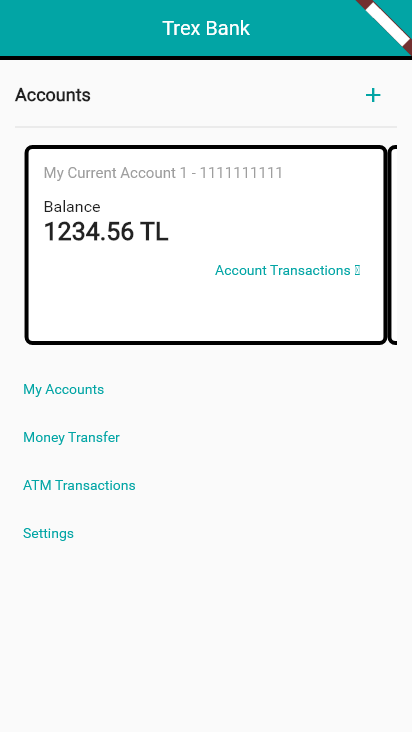 Trex Bank
Accounts
+
My Current Account 1 - 1111111111
Balance
1234.56 TL
Account Transactions
My Accounts
Money Transfer
ATM Transactions
Settings